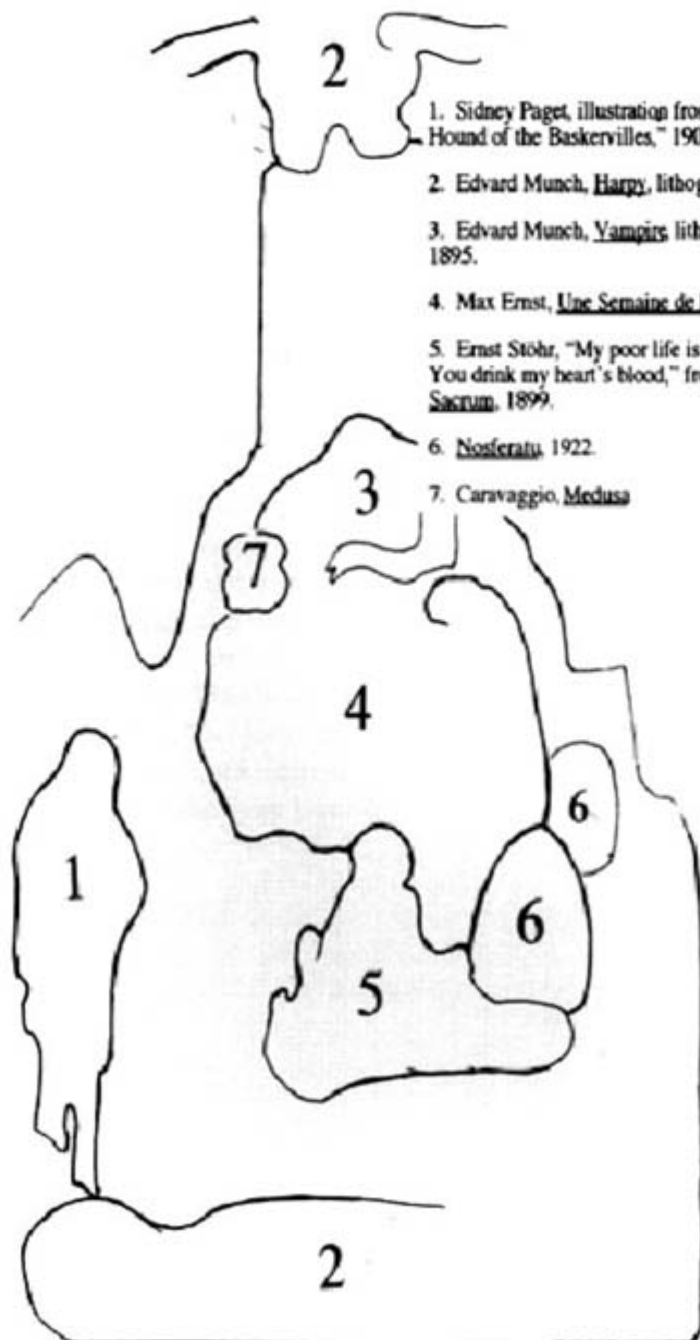 2
1. Sidney Paget, illustration fro
Hound of the Baskervilles," 190
2. Edvard Munch, Harpy, lithog
3. Edvard Munch, Vampire, lith
1895.
4. Max Ernst, Une Semaine de
5. Ernst Stöhr, "My poor life is
You drink my heart's blood," fr
Sacrum, 1899.
6. Nosferatu, 1922.
3
7. Caravaggio, Medusa
7
4
6
1
6
5
2